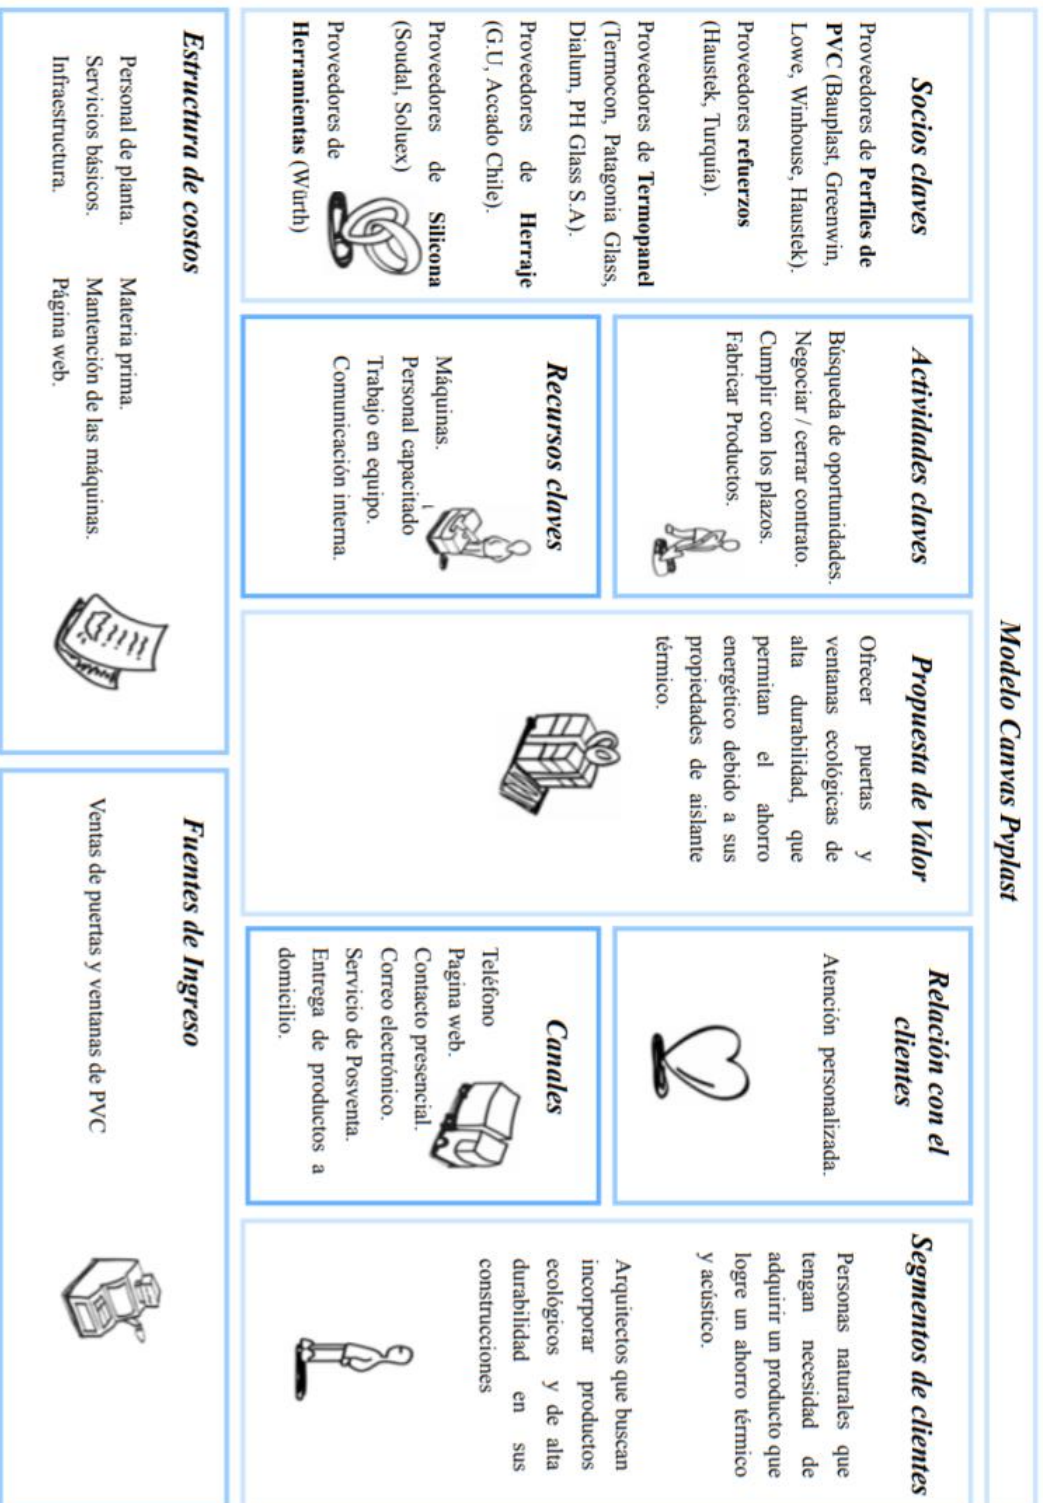 Modelo Canvas Pvplast
Socios claves
Proveedores de Perfiles de
PVC (Bauplast, Greenwin,
Lowe, Winhouse, Haustek).
Proveedores refuerzos
(Haustek, Turquía).
Proveedores de Termopanel
(Termocon, Patagonia Glass,
Dialum, PH Glass S.A).
Proveedores de Herraje
(G.U, Accado Chile).
Proveedores de Silicona
(Soudal, Soluex)
Proveedores de
Herramientas (Würth)
Actividades claves
Búsqueda de oportunidades.
Negociar / cerrar contrato.
Cumplir con los plazos.
Fabricar Productos.
Recursos claves
Máquinas.
Personal capacitado
Trabajo en equipo.
Comunicación interna.
Propuesta de Valor
Ofrecer puertas y
ventanas ecológicas de
alta durabilidad, que
permitan el ahorro
energético debido a sus
propiedades de aislante
térmico.
Relación con el
clientes
Atención personalizada.
Canales
Teléfono
Pagina web.
Contacto presencial.
Correo electrónico.
Servicio de Posventa.
Entrega de productos a
domicilio.
Segmentos de clientes
Personas naturales que
tengan necesidad de
adquirir un producto que
logre un ahorro térmico
y acústico.
Arquitectos que buscan
incorporar productos
ecológicos y de alta
durabilidad en sus
construcciones
Estructura de costos
Personal de planta.
Servicios básicos.
Infraestructura.
Materia prima.
Mantención de las máquinas.
Página web.
Fuentes de Ingreso
Ventas de puertas y ventanas de PVC